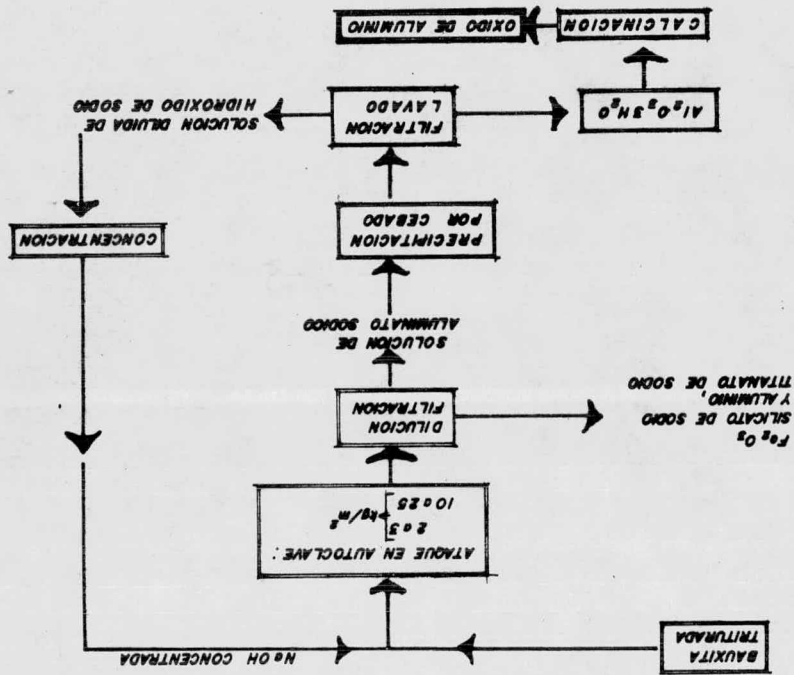 BAUXITA
TRITURADA
NaOH CONCENTRADA
ATAQUE EN AUTOCLAVE:
2 a 3
10 a 25
kg/m²
DILUCION
FILTRACION
Fe₂O₃
SILICATO DE SODIO
Y ALUMINIO,
TITANATO DE SODIO
SOLUCION DE
ALUMINATO SODICO
PRECIPITACION
POR CEBADO
CONCENTRACION
FILTRACION
LAVADO
SOLUCION DILUIDA DE
HIDROXIDO DE SODIO
Al₂O₃3H₂O
CALCINACION
OXIDO DE ALUMINIO